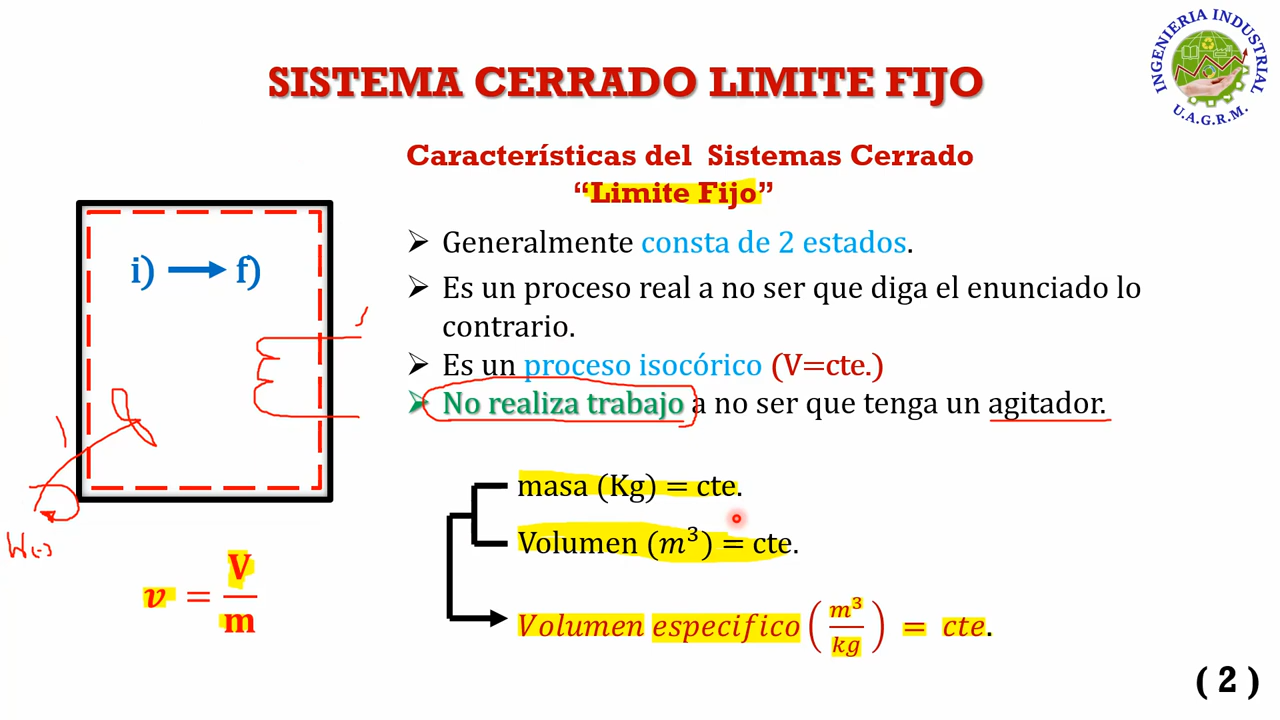 SISTEMA CERRADO LIMITE FIJO
INGENIERIA INDUSTRIAL
U.A.G.R.M.
Características del Sistemas Cerrado
“Limite Fijo”
i) → f)
➢ Generalmente consta de 2 estados.
➢ Es un proceso real a no ser que diga el enunciado lo
contrario.
➢ Es un proceso isocórico (V=cte.)
➢ No realiza trabajo a no ser que tenga un agitador.
W(-)
masa (Kg) = cte.
Volumen (m³) = cte.
v = V/m
Volumen especifico (m³/kg) = cte.
( 2 )